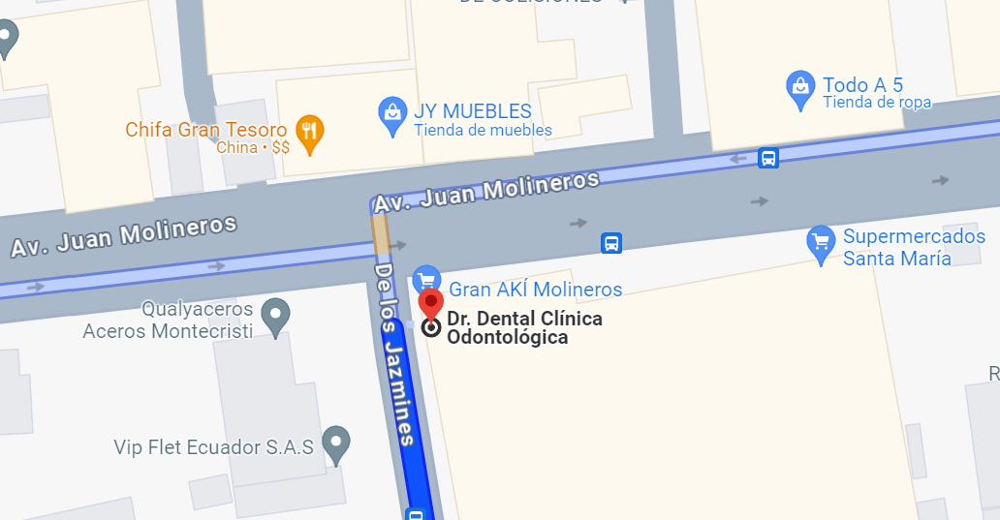 DE COLISIONES
Todo A 5
Tienda de ropa
JY MUEBLES
Tienda de muebles
Chifa Gran Tesoro
China • $$
Av. Juan Molineros
Av. Juan Molineros
Supermercados
Santa María
De los Jazmines
Gran AKÍ Molineros
Qualyaceros
Aceros Montecristi
Dr. Dental Clínica
Odontológica
R
Vip Flet Ecuador S.A.S